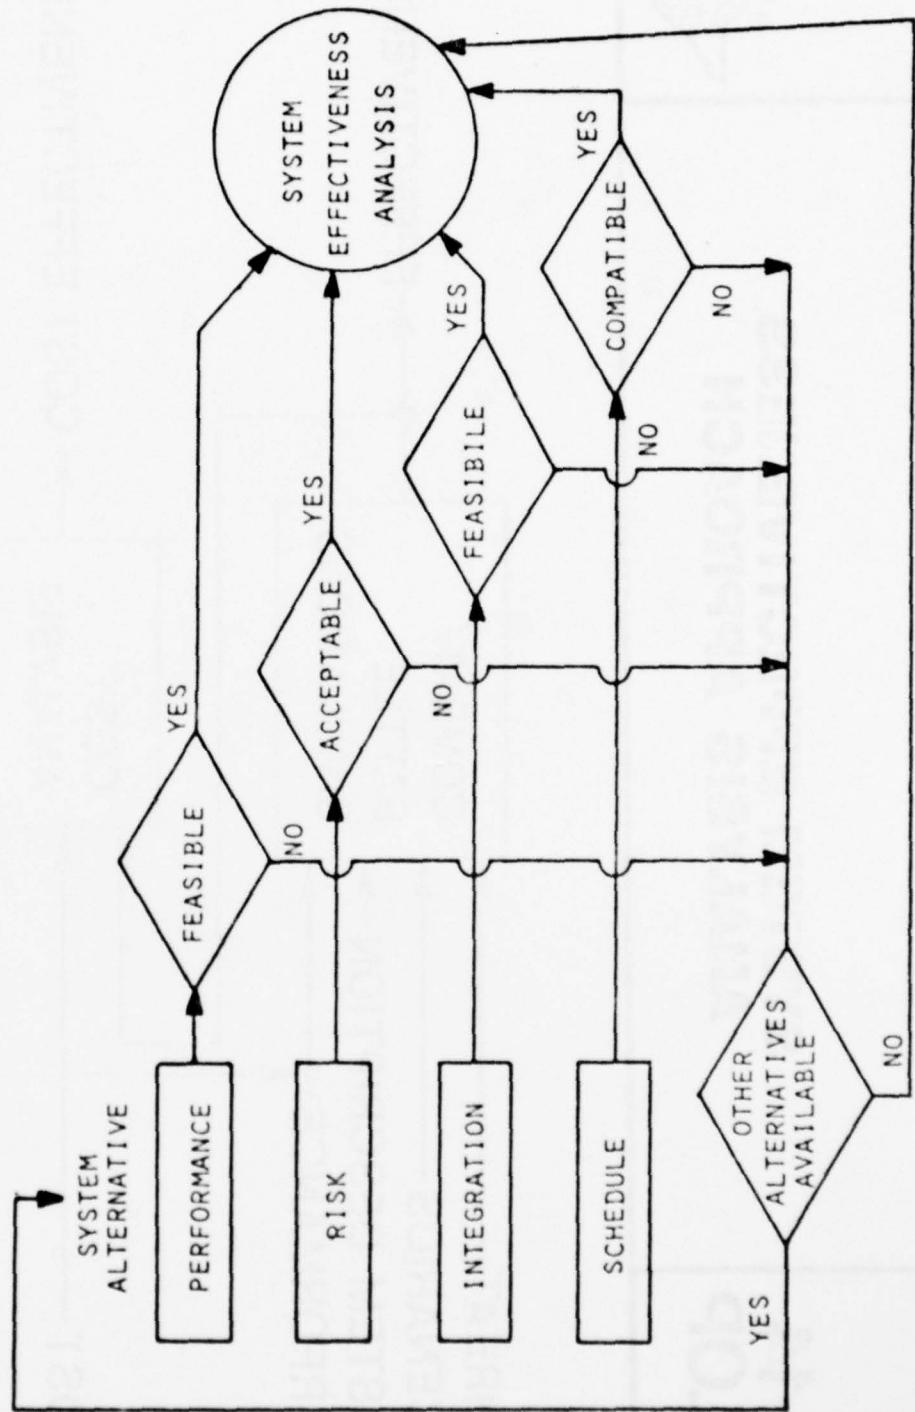 SYSTEM
ALTERNATIVE
PERFORMANCE
FEASIBLE
YES
NO
RISK
ACCEPTABLE
YES
NO
INTEGRATION
FEASIBILE
YES
NO
SCHEDULE
COMPATIBLE
YES
NO
SYSTEM
EFFECTIVENESS
ANALYSIS
OTHER
ALTERNATIVES
AVAILABLE
YES
NO